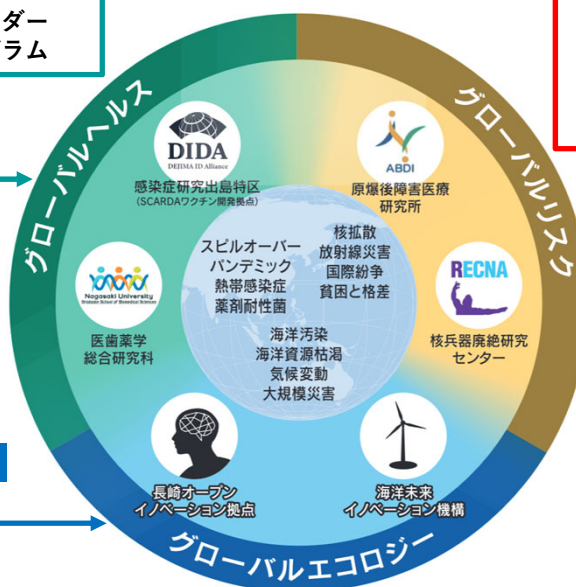 ダー
ラム
グローバルヘルス
グローバルリスク
DIDA
DEJIMA ID Alliance
感染症研究出島特区
(SCARDAワクチン開発拠点)
ABDI
原爆後障害医療
研究所
スピルオーバー
パンデミック
熱帯感染症
薬剤耐性菌
核拡散
放射線災害
国際紛争
貧困と格差
Nagasaki University
Graduate School of Biomedical Sciences
医歯薬学
総合研究科
RECNA
核兵器廃絶研究
センター
海洋汚染
海洋資源枯渇
気候変動
大規模災害
長崎オープン
イノベーション拠点
海洋未来
イノベーション機構
グローバルエコロジー